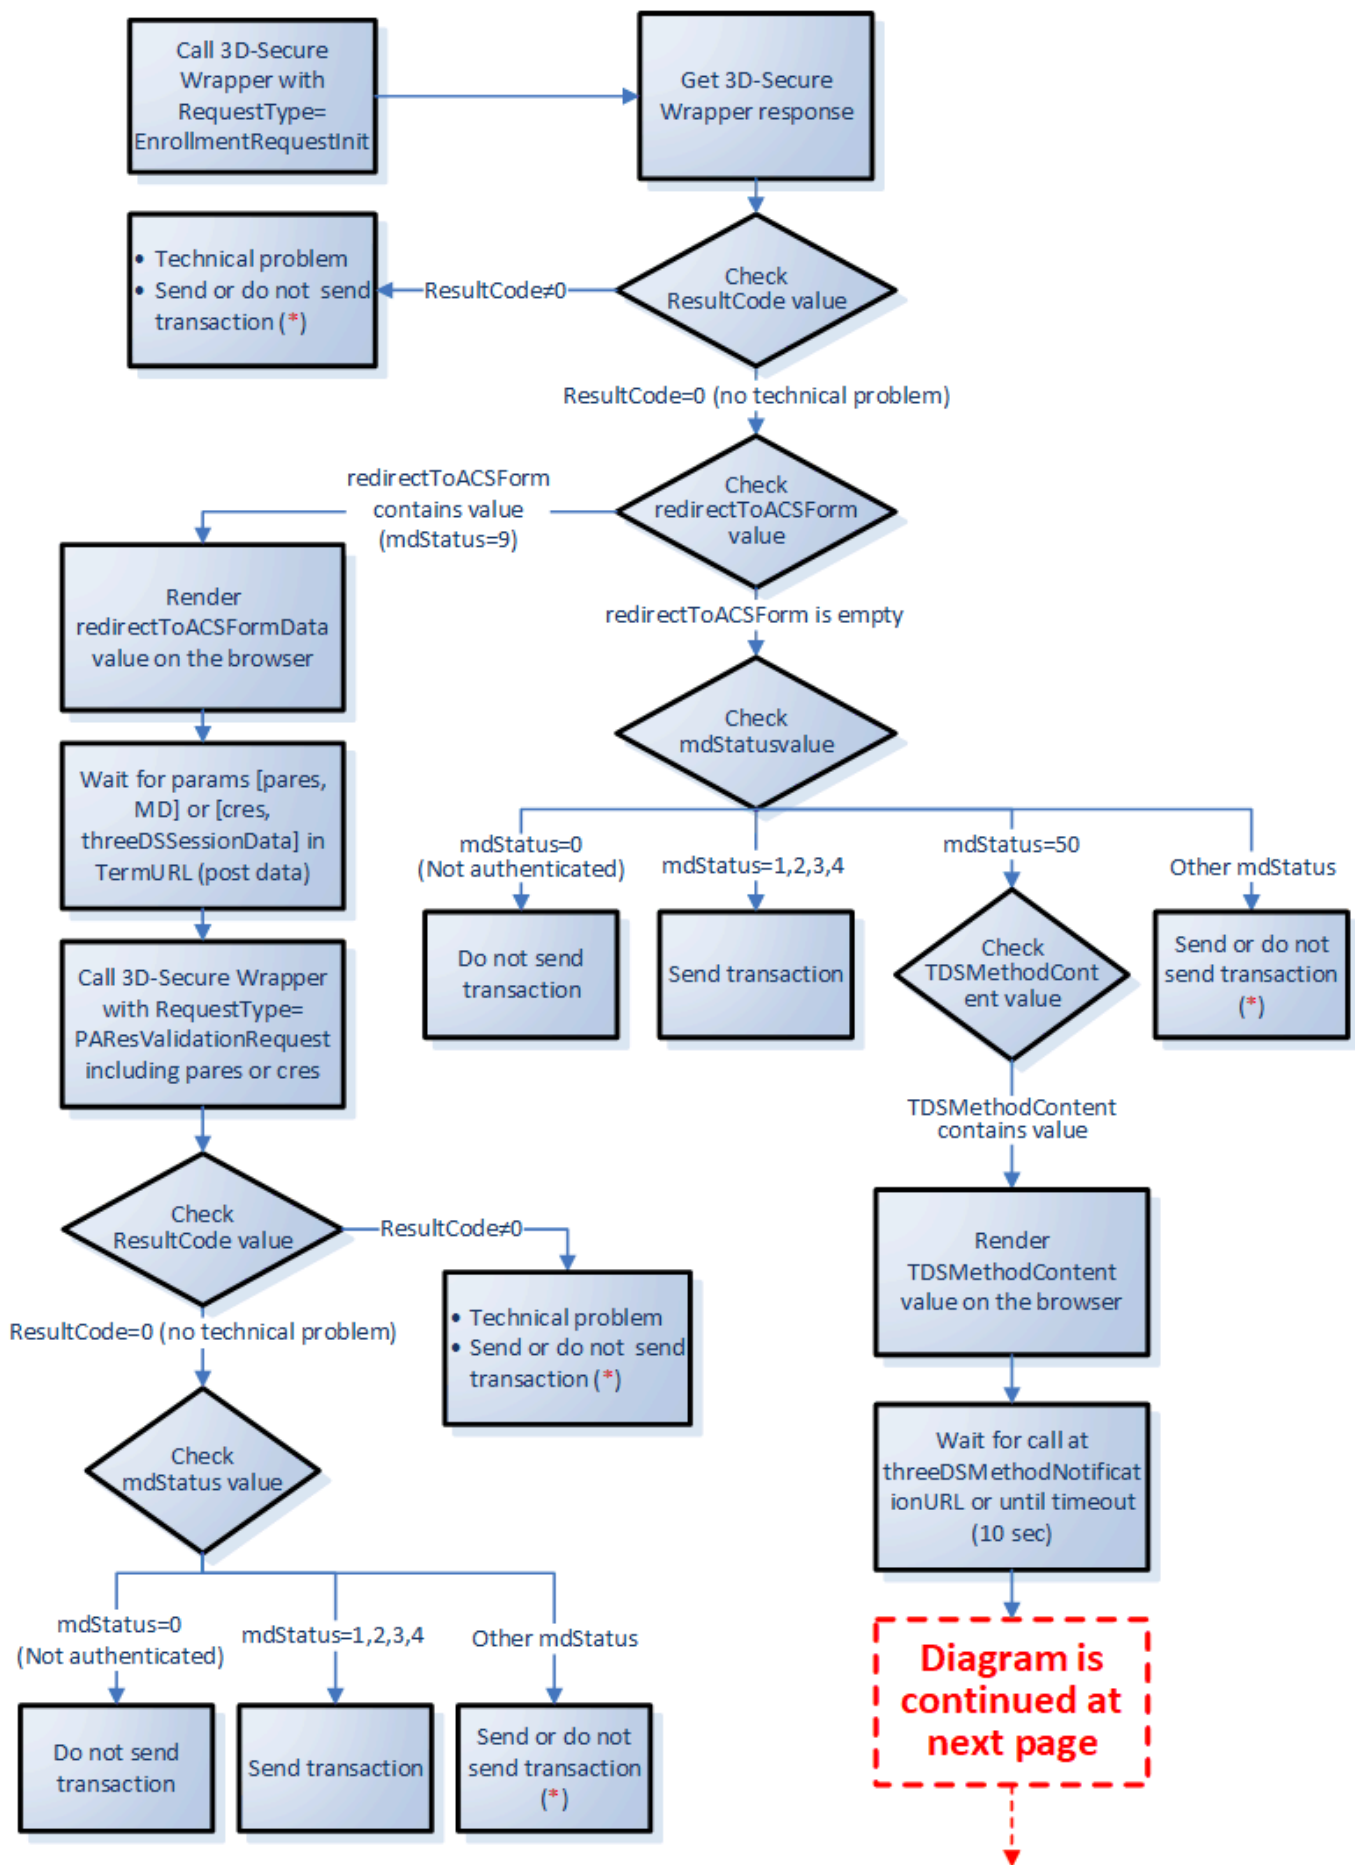 Call 3D-Secure
Wrapper with
RequestType=
EnrollmentRequestInit
Get 3D-Secure
Wrapper response
• Technical problem
• Send or do not send
transaction (*)
ResultCode≠0
Check
ResultCode value
ResultCode=0 (no technical problem)
redirectToACSForm
contains value
(mdStatus=9)
Check
redirectToACSForm
value
Render
redirectToACSFormData
value on the browser
redirectToACSForm is empty
Check
mdStatusvalue
Wait for params [pares,
MD] or [cres,
threeDSSessionData] in
TermURL (post data)
mdStatus=0
(Not authenticated)
mdStatus=1,2,3,4
mdStatus=50
Other mdStatus
Do not send
transaction
Send transaction
Check
TDSMethodCont
ent value
Send or do not
send transaction
(*)
Call 3D-Secure Wrapper
with RequestType=
PAResValidationRequest
including pares or cres
TDSMethodContent
contains value
Check
ResultCode value
ResultCode≠0
Render
TDSMethodContent
value on the browser
• Technical problem
• Send or do not send
transaction (*)
ResultCode=0 (no technical problem)
Check
mdStatus value
Wait for call at
threeDSMethodNotificat
ionURL or until timeout
(10 sec)
mdStatus=0
(Not authenticated)
mdStatus=1,2,3,4
Other mdStatus
Do not send
transaction
Send transaction
Send or do not
send transaction
(*)
Diagram is
continued at
next page